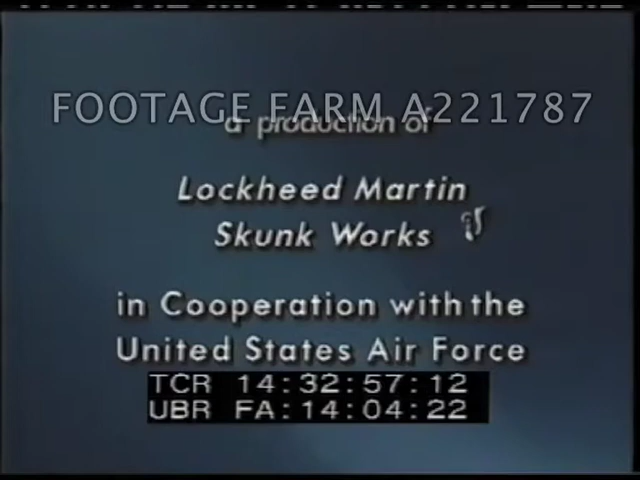 FOOTAGE FARM A221787
a production of
Lockheed Martin
Skunk Works
in Cooperation with the
United States Air Force
TCR 14:32:57:12
UBR FA:14:04:22